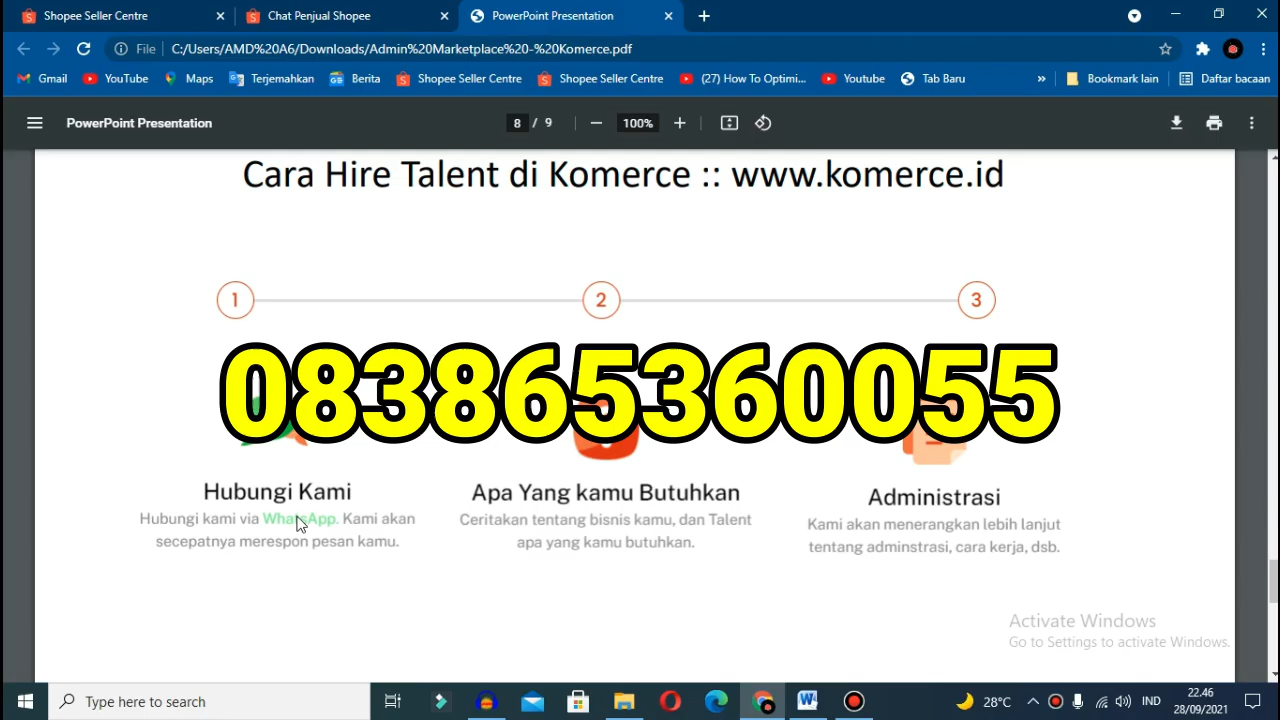 Shopee Seller Centre
Chat Penjual Shopee
PowerPoint Presentation
File
C:/Users/AMD%20A6/Downloads/Admin%20Marketplace%20-%20Komerce.pdf
Gmail
YouTube
Maps
Terjemahkan
Berita
Shopee Seller Centre
Shopee Seller Centre
(27) How To Optimi...
Youtube
Tab Baru
»
Bookmark lain
Daftar bacaan
PowerPoint Presentation
8 / 9
100%
Cara Hire Talent di Komerce :: www.komerce.id
1
2
3
083865360055
Hubungi Kami
Hubungi kami via WhatsApp. Kami akan
secepatnya merespon pesan kamu.
Apa Yang kamu Butuhkan
Ceritakan tentang bisnis kamu, dan Talent
apa yang kamu butuhkan.
Administrasi
Kami akan menerangkan lebih lanjut
tentang adminstrasi, cara kerja, dsb.
Activate Windows
Go to Settings to activate Windows.
Type here to search
28°C
IND
22.46
28/09/2021